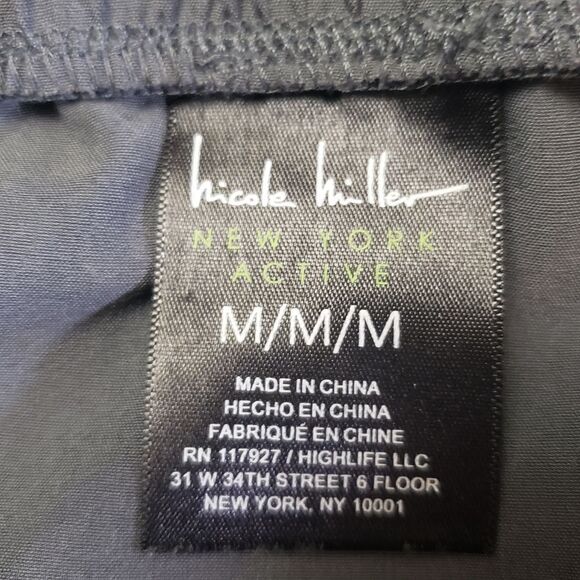 nicole miller
NEW YORK
ACTIVE
M/M/M
MADE IN CHINA
HECHO EN CHINA
FABRIQUÉ EN CHINE
RN 117927 / HIGHLIFE LLC
31 W 34TH STREET 6 FLOOR
NEW YORK, NY 10001